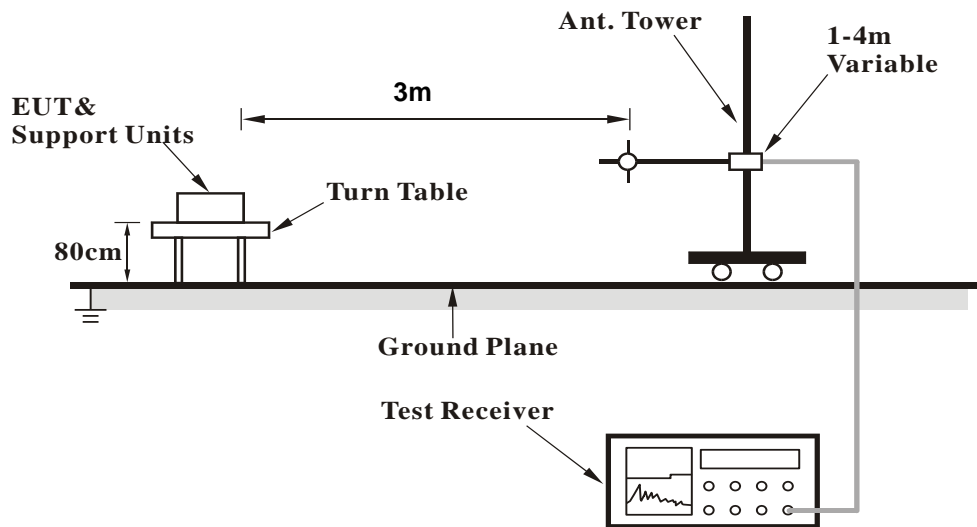 Ant. Tower
1-4m
Variable
3m
EUT&
Support Units
Turn Table
80cm
Ground Plane
Test Receiver